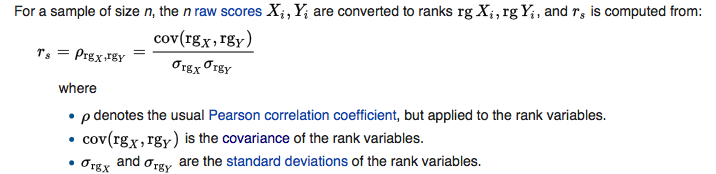 For a sample of size n, the n raw scores Xᵢ, Yᵢ are converted to ranks rg Xᵢ, rg Yᵢ, and rₛ is computed from:
rₛ = ρ_{rg_X, rg_Y} = cov(rg_X, rg_Y) / (σ_{rg_X} σ_{rg_Y})
where
• ρ denotes the usual Pearson correlation coefficient, but applied to the rank variables.
• cov(rg_X, rg_Y) is the covariance of the rank variables.
• σ_{rg_X} and σ_{rg_Y} are the standard deviations of the rank variables.